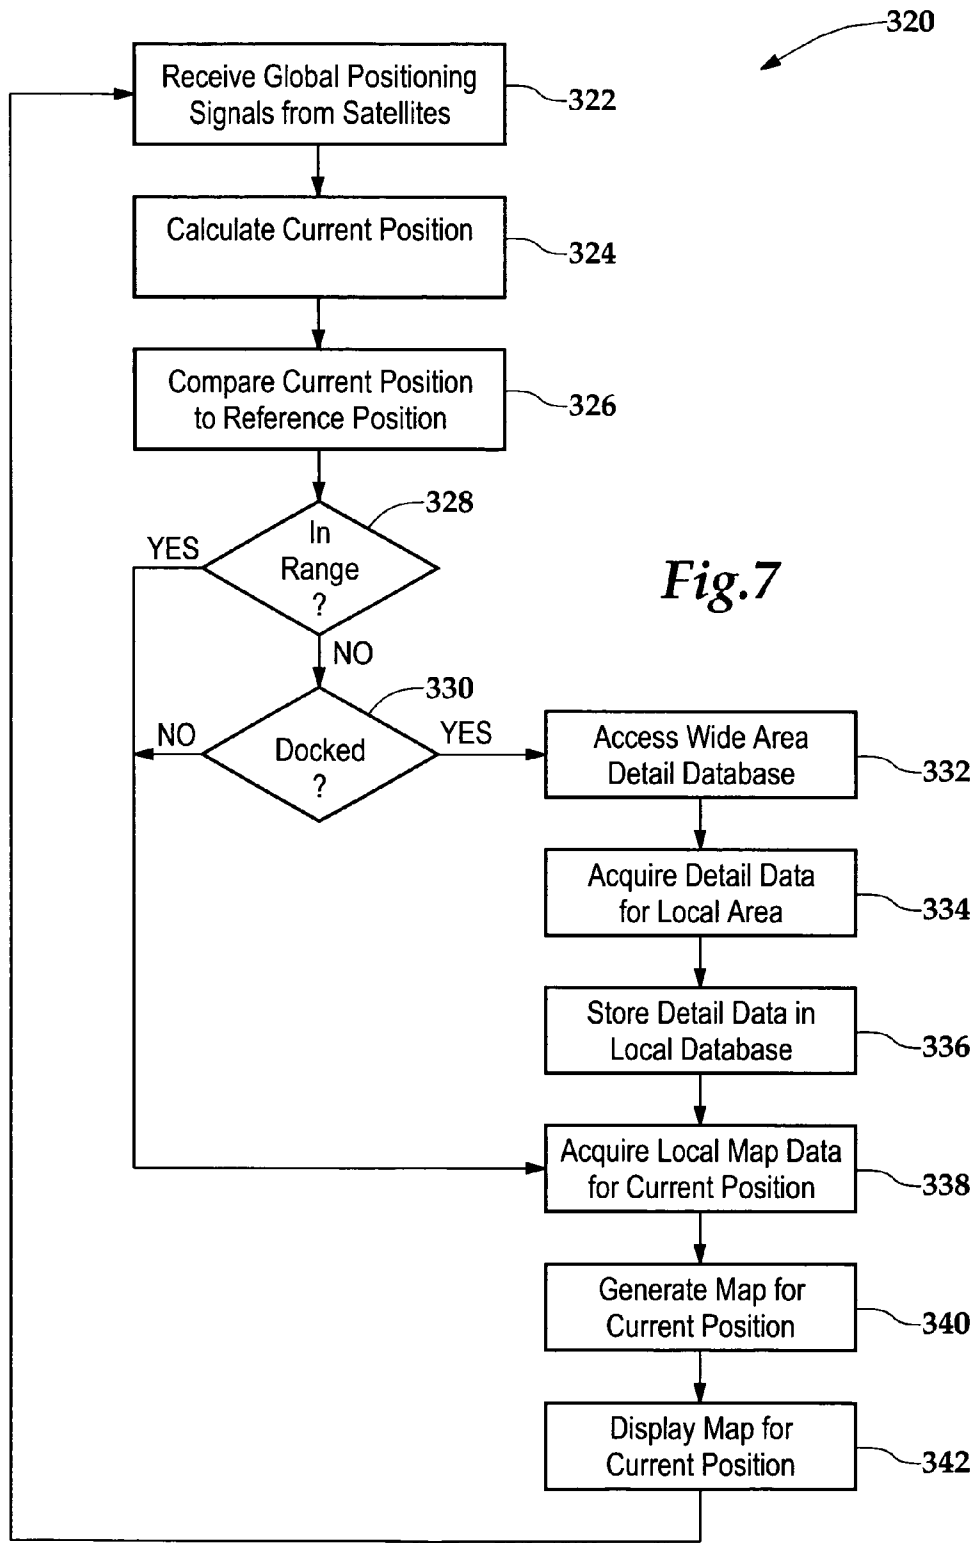 320
Receive Global Positioning
Signals from Satellites
322
Calculate Current Position
324
Compare Current Position
to Reference Position
326
328
In
Range
?
YES
NO
Fig.7
330
Docked
?
NO
YES
Access Wide Area
Detail Database
332
Acquire Detail Data
for Local Area
334
Store Detail Data in
Local Database
336
Acquire Local Map Data
for Current Position
338
Generate Map for
Current Position
340
Display Map for
Current Position
342